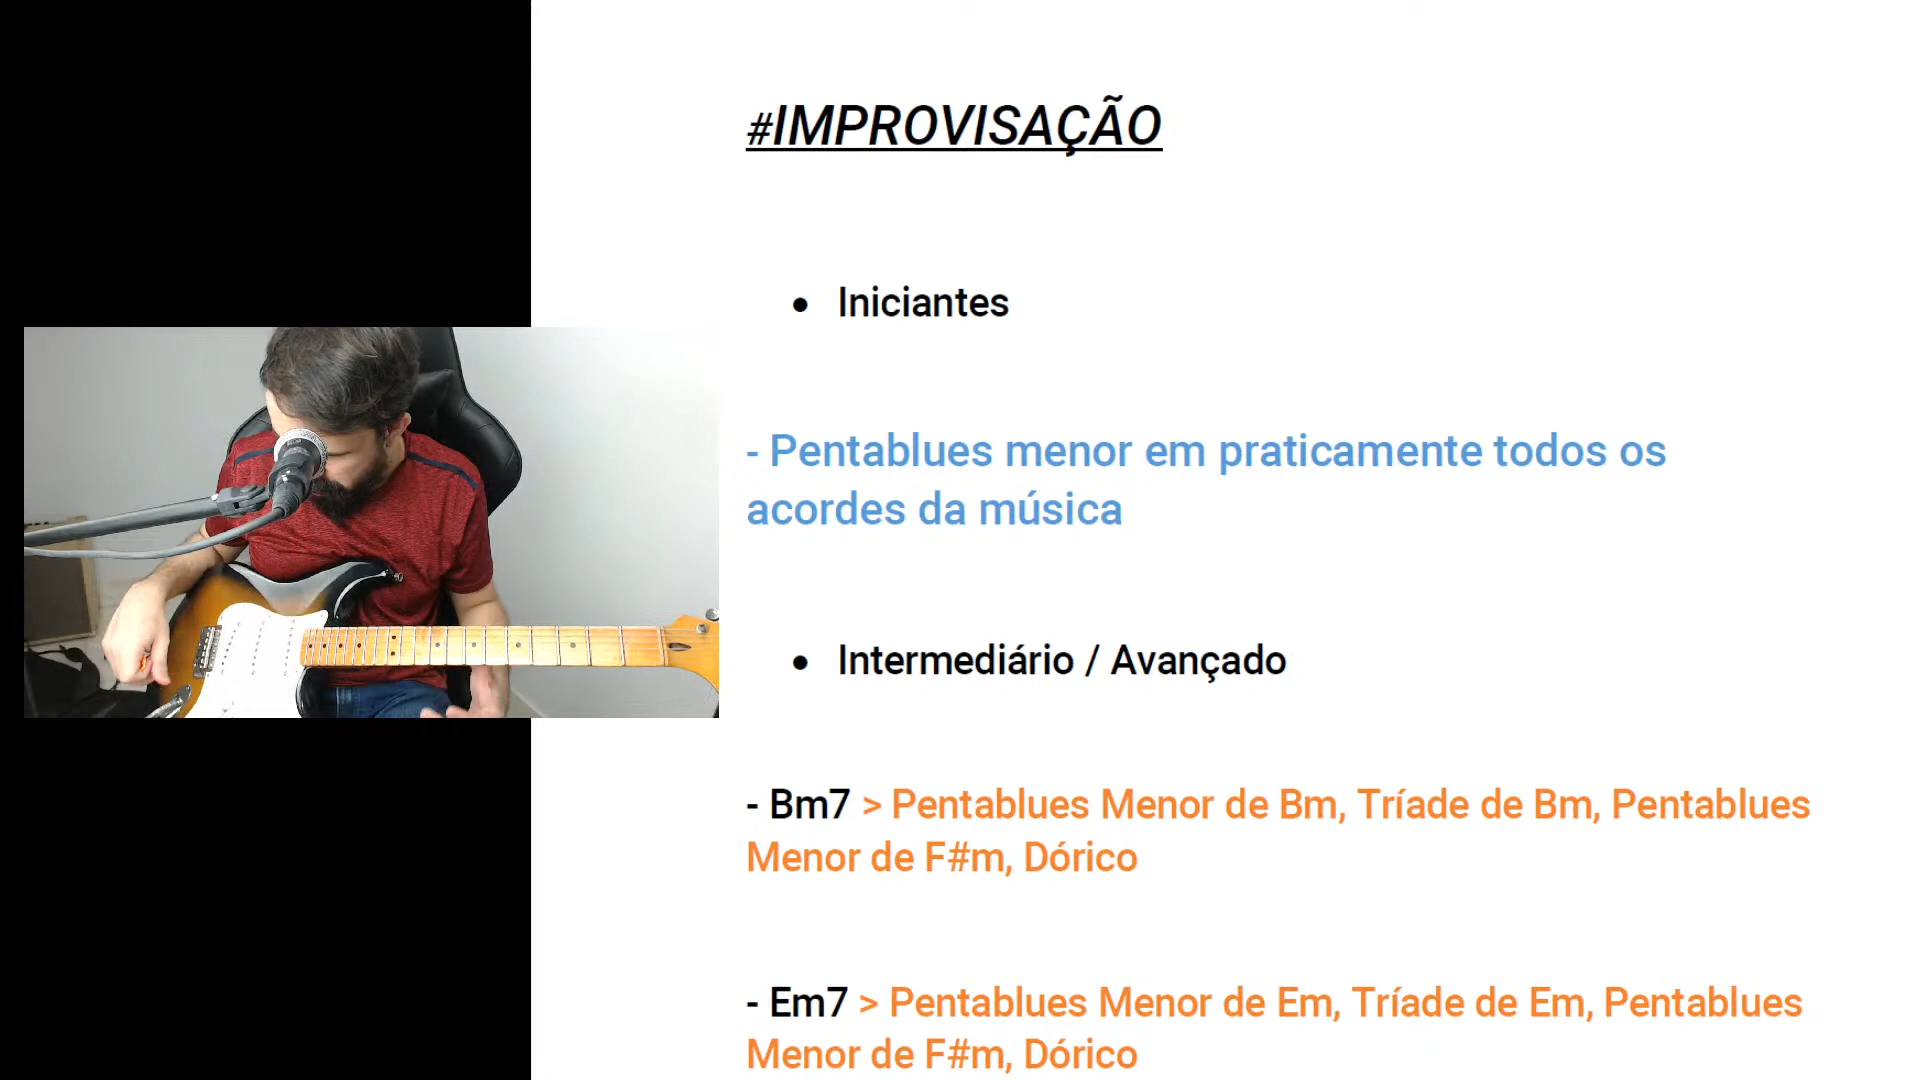 #IMPROVISAÇÃO
• Iniciantes
- Pentablues menor em praticamente todos os
acordes da música
• Intermediário / Avançado
- Bm7 > Pentablues Menor de Bm, Tríade de Bm, Pentablues
Menor de F#m, Dórico
- Em7 > Pentablues Menor de Em, Tríade de Em, Pentablues
Menor de F#m, Dórico